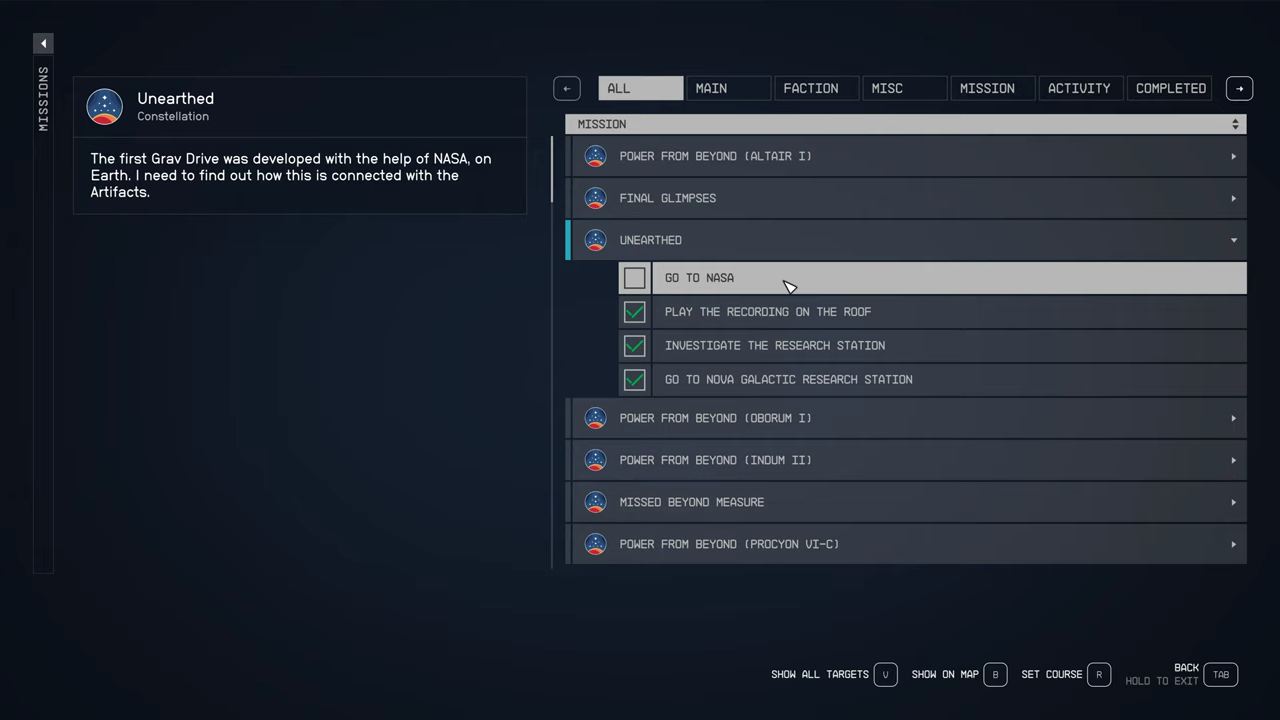 MISSIONS
Unearthed
Constellation
The first Grav Drive was developed with the help of NASA, on
Earth. I need to find out how this is connected with the
Artifacts.
ALL
MAIN
FACTION
MISC
MISSION
ACTIVITY
COMPLETED
MISSION
POWER FROM BEYOND (ALTAIR I)
FINAL GLIMPSES
UNEARTHED
GO TO NASA
PLAY THE RECORDING ON THE ROOF
INVESTIGATE THE RESEARCH STATION
GO TO NOVA GALACTIC RESEARCH STATION
POWER FROM BEYOND (OBORUM I)
POWER FROM BEYOND (INDUM II)
MISSED BEYOND MEASURE
POWER FROM BEYOND (PROCYON VI-C)
SHOW ALL TARGETS V
SHOW ON MAP B
SET COURSE R
BACK
HOLD TO EXIT TAB